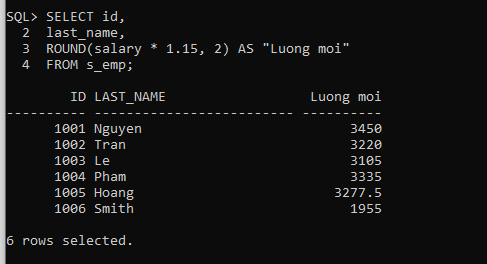 SQL> SELECT id,
  2  last_name,
  3  ROUND(salary * 1.15, 2) AS "Luong moi"
  4  FROM s_emp;

        ID LAST_NAME                  Luong moi
---------- ------------------------- ----------
      1001 Nguyen                          3450
      1002 Tran                            3220
      1003 Le                              3105
      1004 Pham                            3335
      1005 Hoang                         3277.5
      1006 Smith                           1955

6 rows selected.